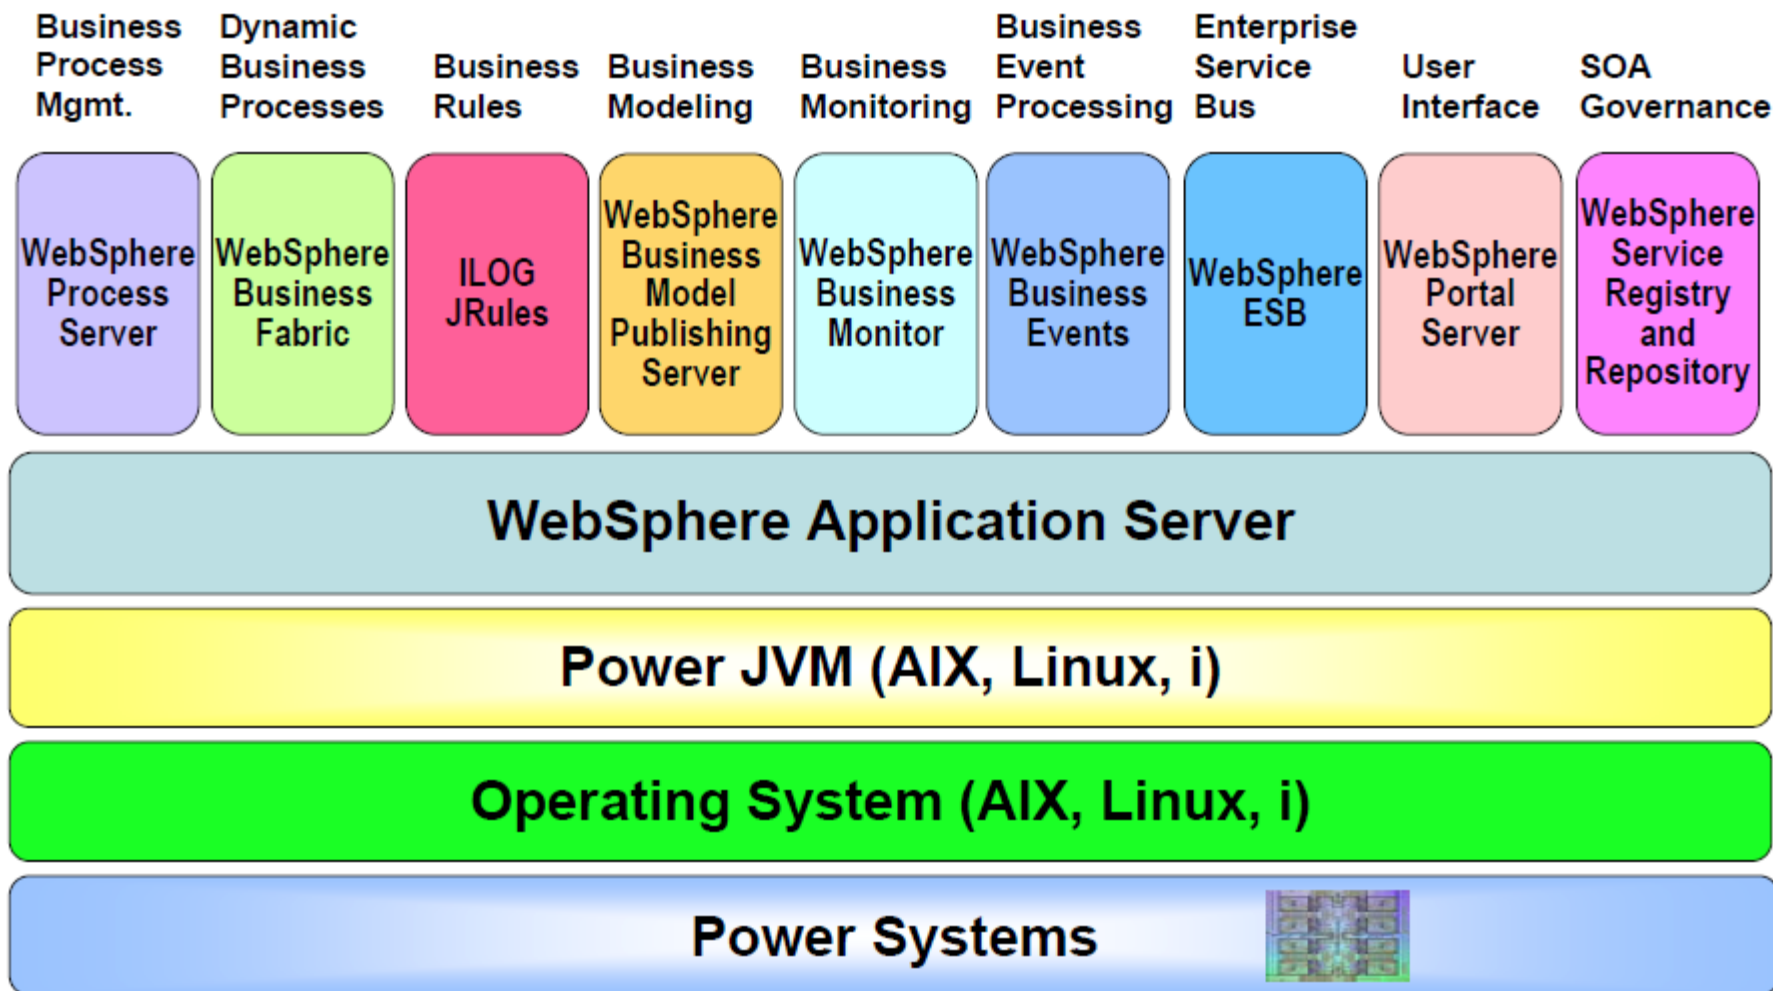 Business
Process
Mgmt.
Dynamic
Business
Processes
Business
Rules
Business
Modeling
Business
Monitoring
Business
Event
Processing
Enterprise
Service
Bus
User
Interface
SOA
Governance
WebSphere
Process
Server
WebSphere
Business
Fabric
ILOG
JRules
WebSphere
Business
Model
Publishing
Server
WebSphere
Business
Monitor
WebSphere
Business
Events
WebSphere
ESB
WebSphere
Portal
Server
WebSphere
Service
Registry
and
Repository
WebSphere Application Server
Power JVM (AIX, Linux, i)
Operating System (AIX, Linux, i)
Power Systems